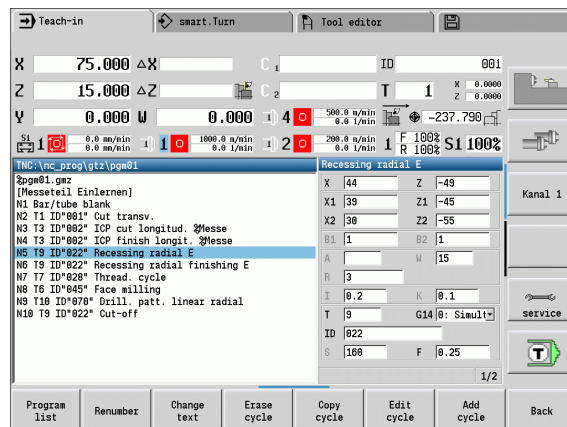 Teach-in
smart.Turn
Tool editor
X 75.000 △X ID 001
Z 15.000 △Z T 1 X 0.0000 Z 0.0000
Y 0.000 W 0.000 4 500.0 m/min 0.0 1/min -237.790
S1 1 0.0 mm/min 0.0 m/min 1 1000.0 m/min 0.0 1/min 2 200.0 m/min 0.0 1/min 1 F 100% R 100% S1 100%
TNC:\nc_prog\gtz\pgm01
%pgm01.gmz
[Messeteil Einlernen]
N1 Bar/tube blank
N2 T1 ID"001" Cut transv.
N3 T3 ID"002" ICP cut longitud. %Messe
N4 T3 ID"002" ICP finish longit. %Messe
N5 T9 ID"022" Recessing radial E
N6 T9 ID"022" Recessing radial finishing E
N7 T7 ID"020" Thread. cycle
N8 T6 ID"045" Face milling
N9 T10 ID"070" Drill. patt. linear radial
N10 T9 ID"022" Cut-off
Recessing radial E
X 44 Z -49
X1 39 Z1 -45
X2 30 Z2 -55
B1 1 B2 1
A W 15
R 3
I 0.2 K 0.1
T 9 G14 0: Simult
ID 022
S 160 F 0.25
1/2
Kanal 1
service
T
Program list
Renumber
Change text
Erase cycle
Copy cycle
Edit cycle
Add cycle
Back